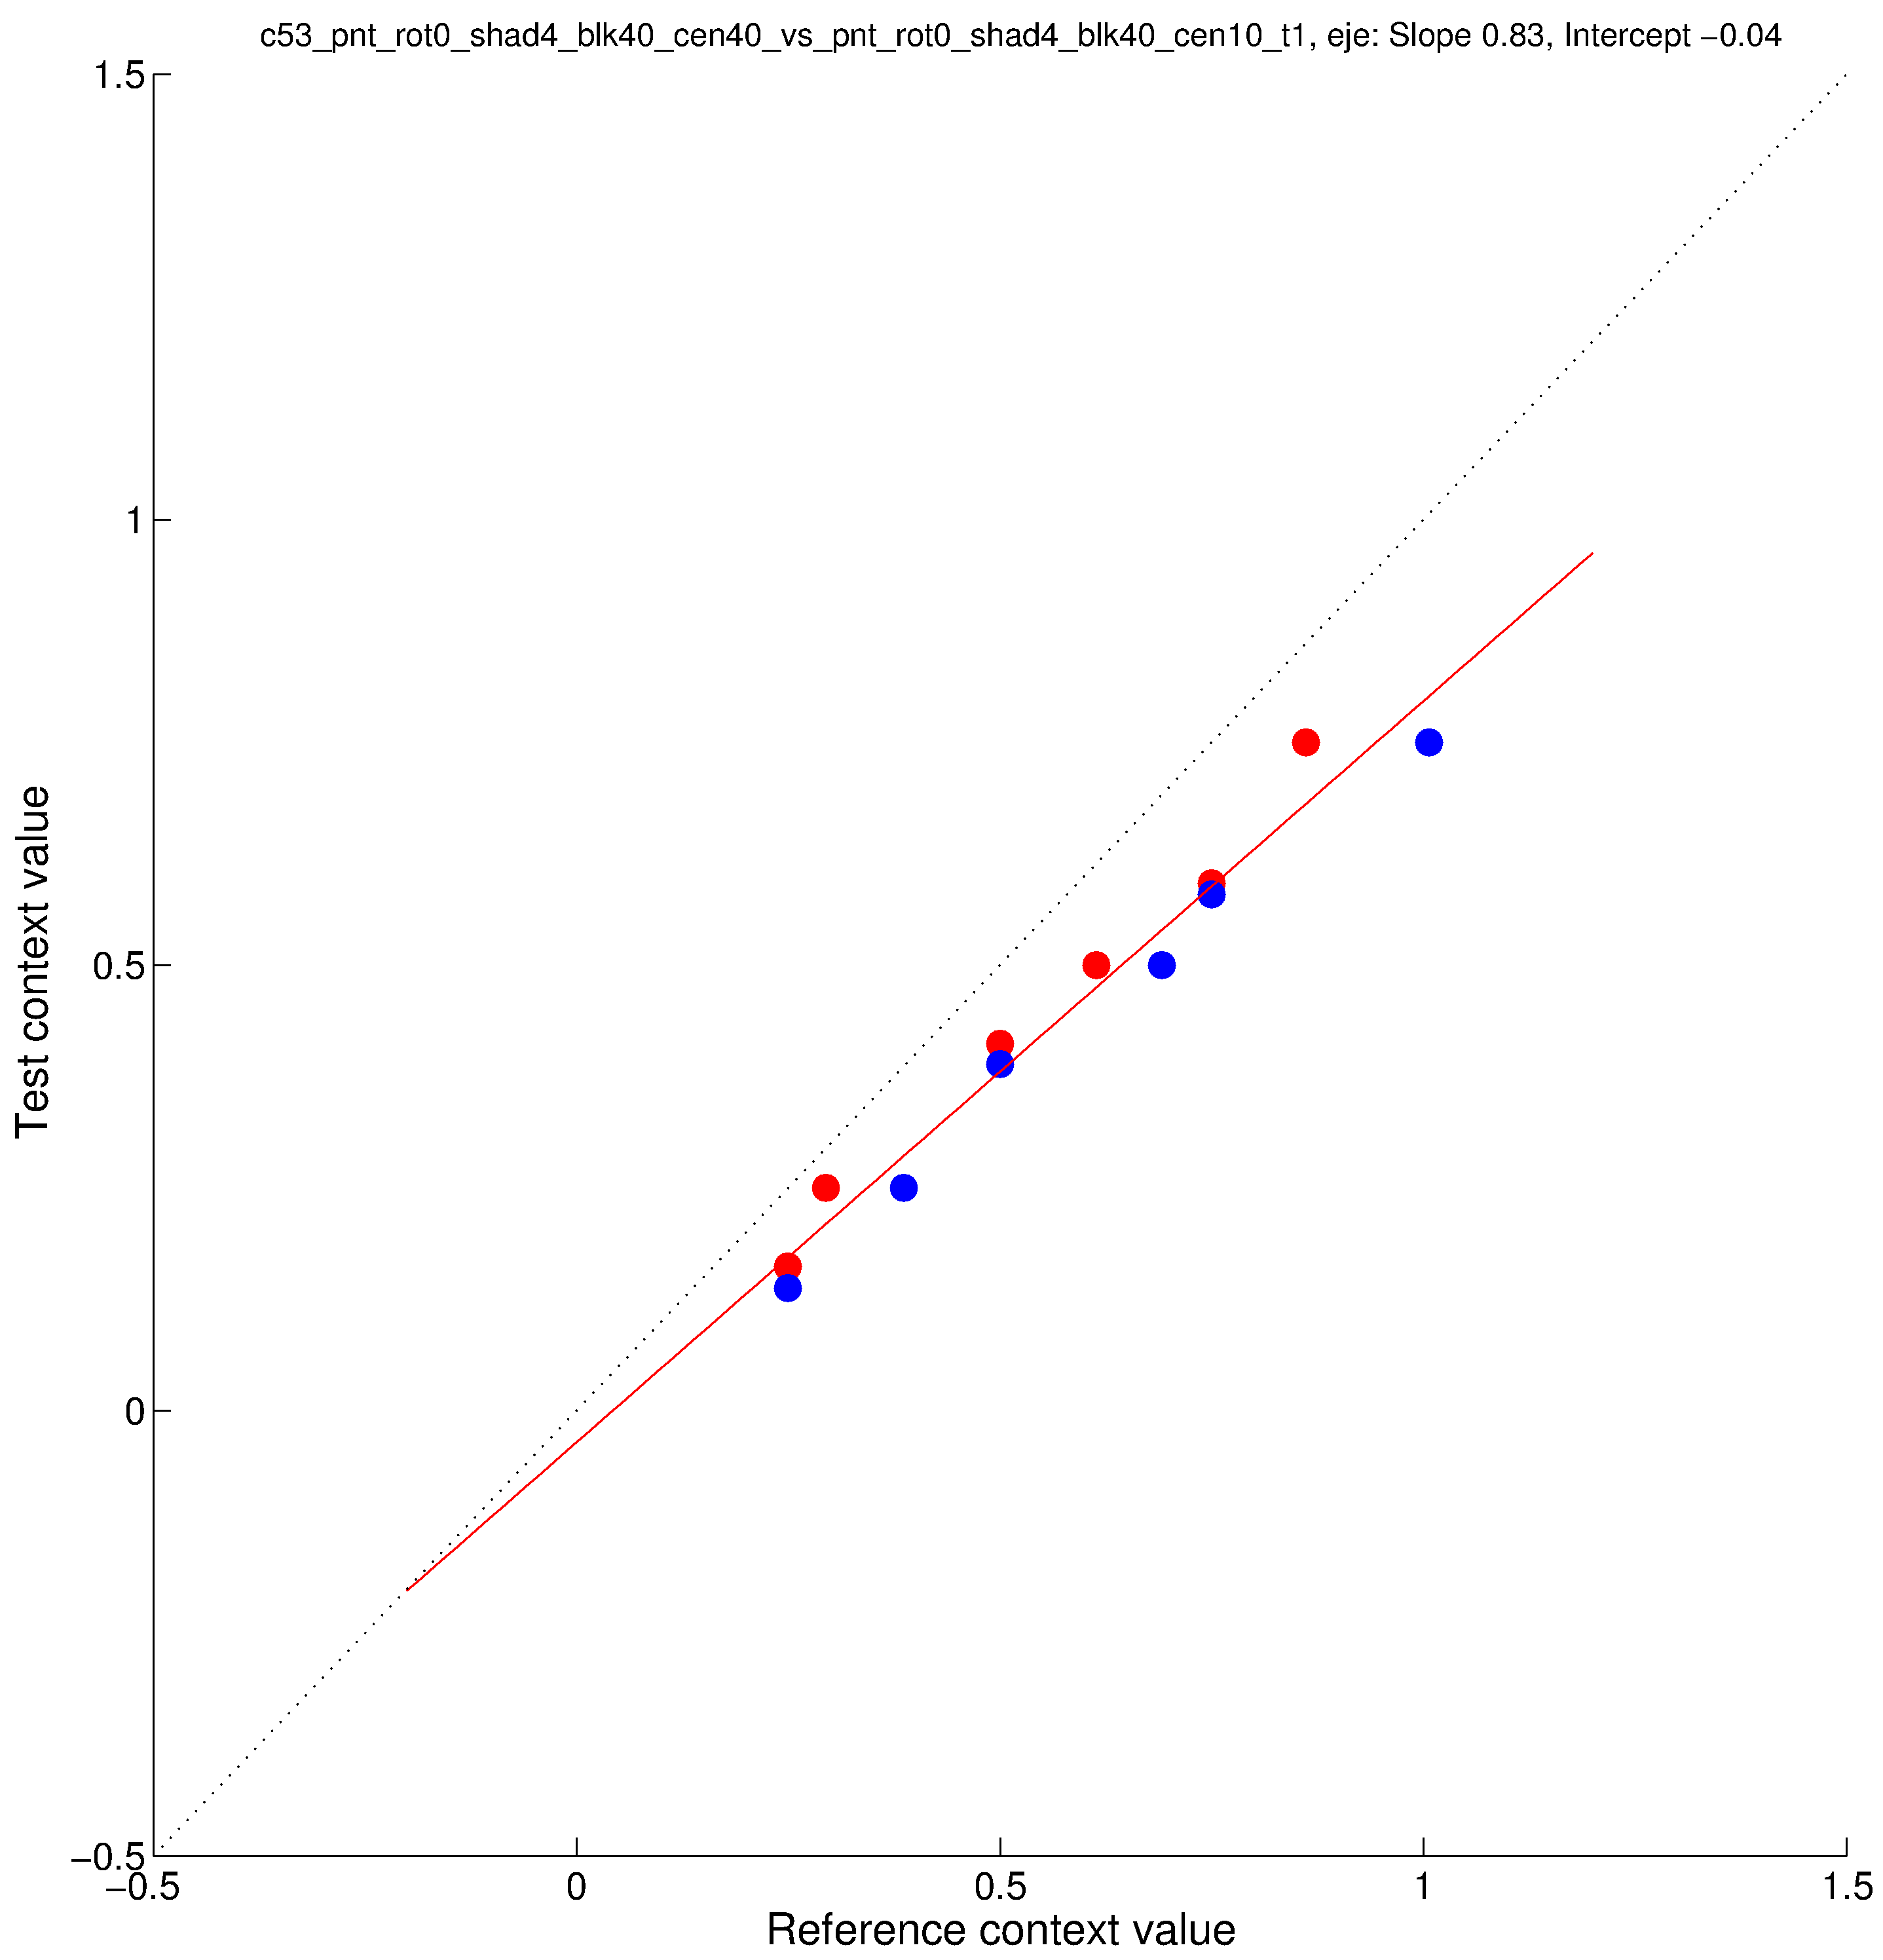 c53_pnt_rot0_shad4_blk40_cen40_vs_pnt_rot0_shad4_blk40_cen10_t1, eje: Slope 0.83, Intercept −0.04
1.5
1
0.5
0
−0.5
Test context value
−0.5 0 0.5 1 1.5
Reference context value